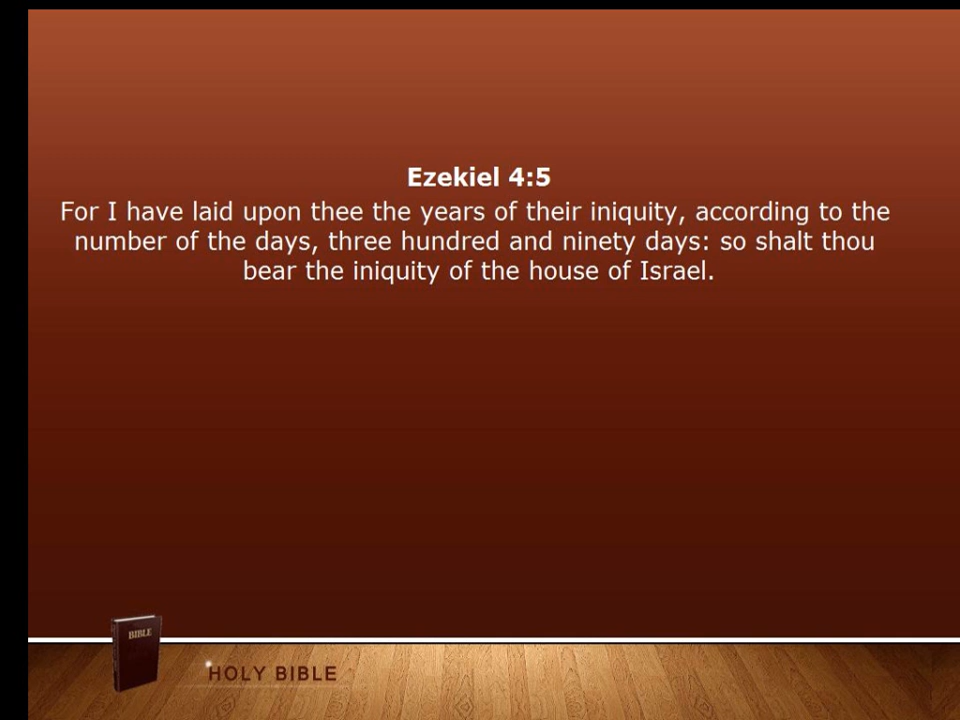 Ezekiel 4:5
For I have laid upon thee the years of their iniquity, according to the
number of the days, three hundred and ninety days: so shalt thou
bear the iniquity of the house of Israel.
BIBLE
HOLY BIBLE